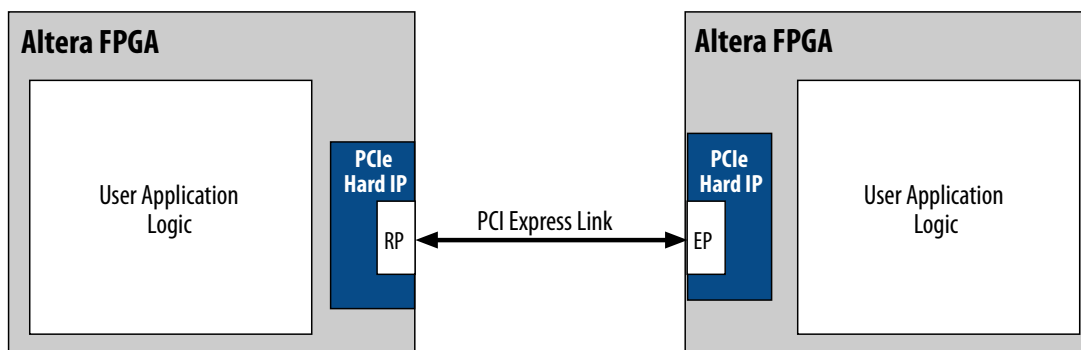 Altera FPGA
User Application
Logic
PCIe
Hard IP
RP
PCI Express Link
Altera FPGA
PCIe
Hard IP
EP
User Application
Logic